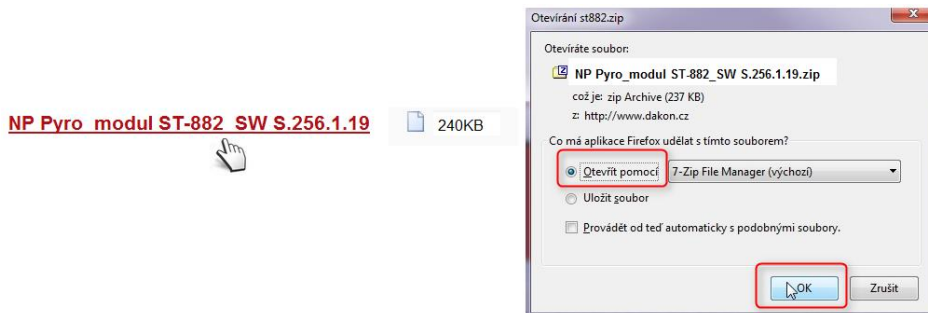 NP Pyro_modul ST-882_SW S.256.1.19
240KB
Otevírání st882.zip
Otevíráte soubor:
NP Pyro_modul ST-882_SW S.256.1.19.zip
což je: zip Archive (237 KB)
z: http://www.dakon.cz
Co má aplikace Firefox udělat s tímto souborem?
Otevřít pomocí 7-Zip File Manager (výchozí)
Uložit soubor
Provádět od teď automaticky s podobnými soubory.
OK Zrušit